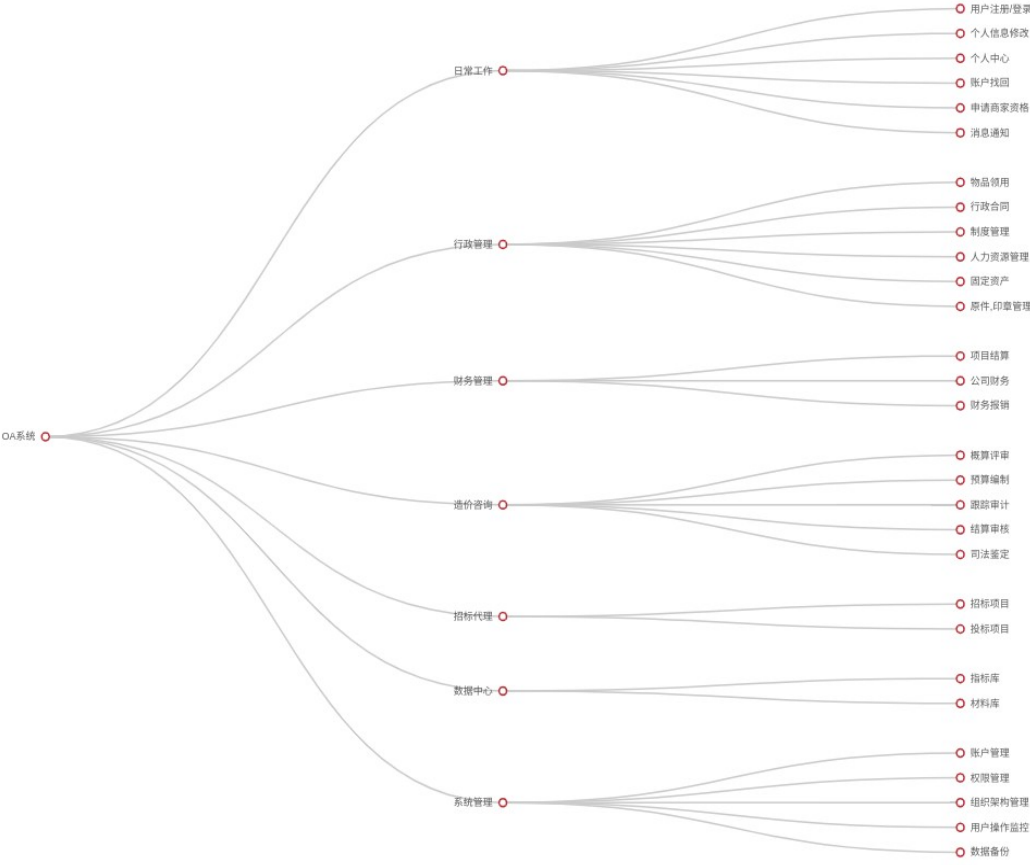 用户注册/登录
个人信息修改
日常工作
个人中心
账户找回
申请商家资格
消息通知
物品领用
行政合同
行政管理
制度管理
人力资源管理
固定资产
原件,印章管理
项目结算
财务管理
公司财务
财务报销
OA系统
概算评审
预算编制
造价咨询
跟踪审计
结算审核
司法鉴定
招标代理
招标项目
投标项目
数据中心
指标库
材料库
账户管理
权限管理
系统管理
组织架构管理
用户操作监控
数据备份